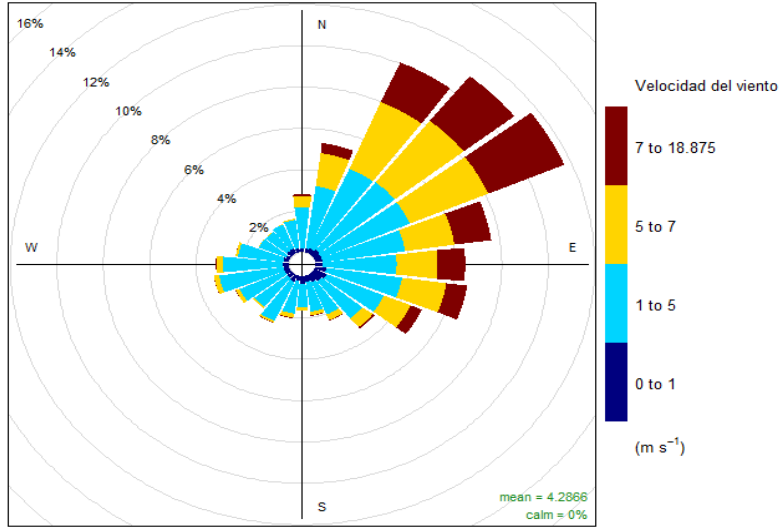 16%
14%
12%
10%
8%
6%
4%
2%
N
W
E
S
mean = 4.2866
calm = 0%
Velocidad del viento
7 to 18.875
5 to 7
1 to 5
0 to 1
(m s⁻¹)